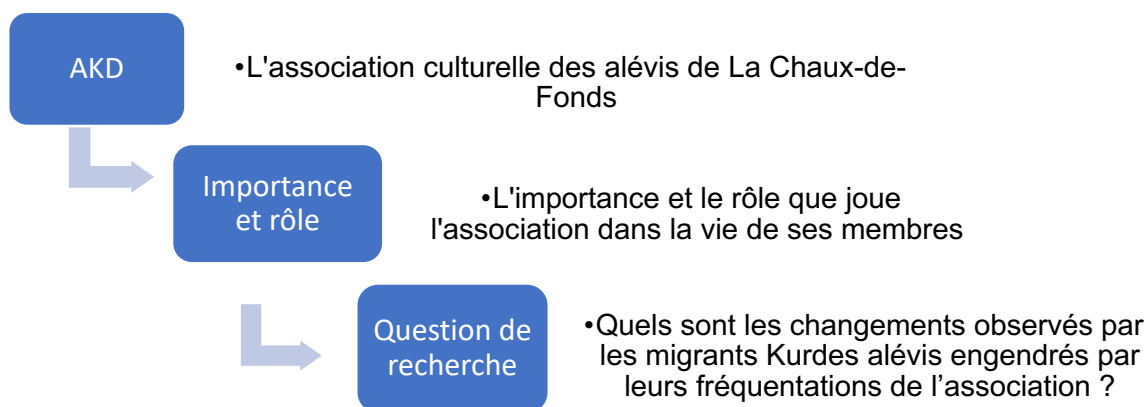 AKD
•L'association culturelle des alévis de La Chaux-de-
Fonds
Importance
et rôle
•L'importance et le rôle que joue
l'association dans la vie de ses membres
Question de
recherche
•Quels sont les changements observés par
les migrants Kurdes alévis engendrés par
leurs fréquentations de l’association ?